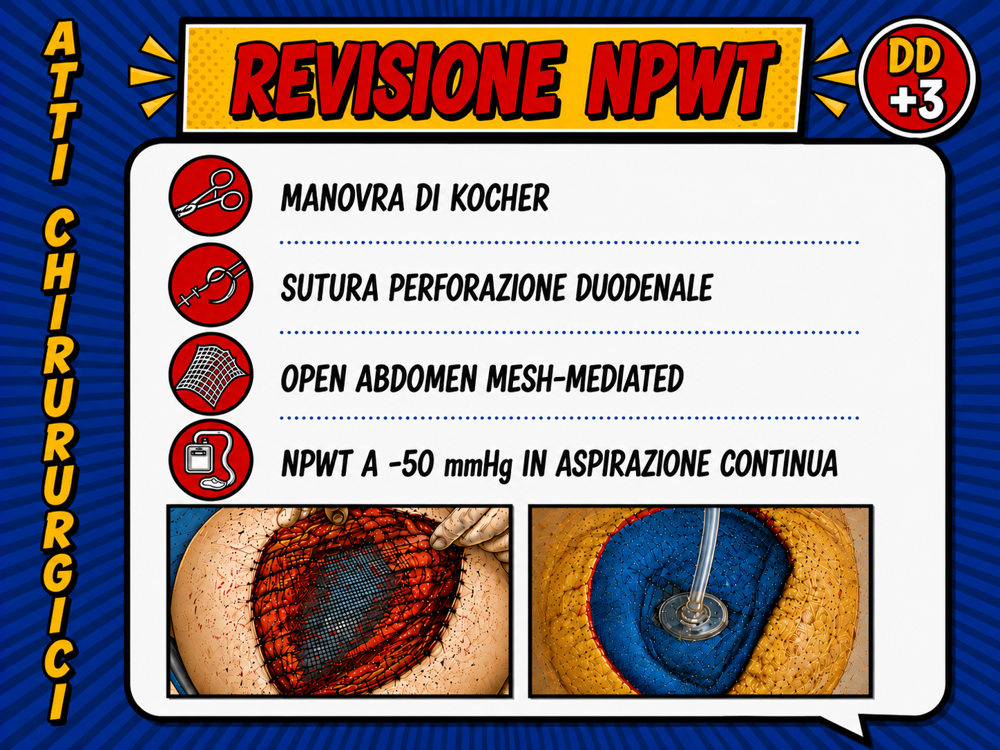 ATTI CHIRURURGICI
REVISIONE NPWT
DD
+3
MANOVRA DI KOCHER
SUTURA PERFORAZIONE DUODENALE
OPEN ABDOMEN MESH-MEDIATED
NPWT A -50 mmHg IN ASPIRAZIONE CONTINUA